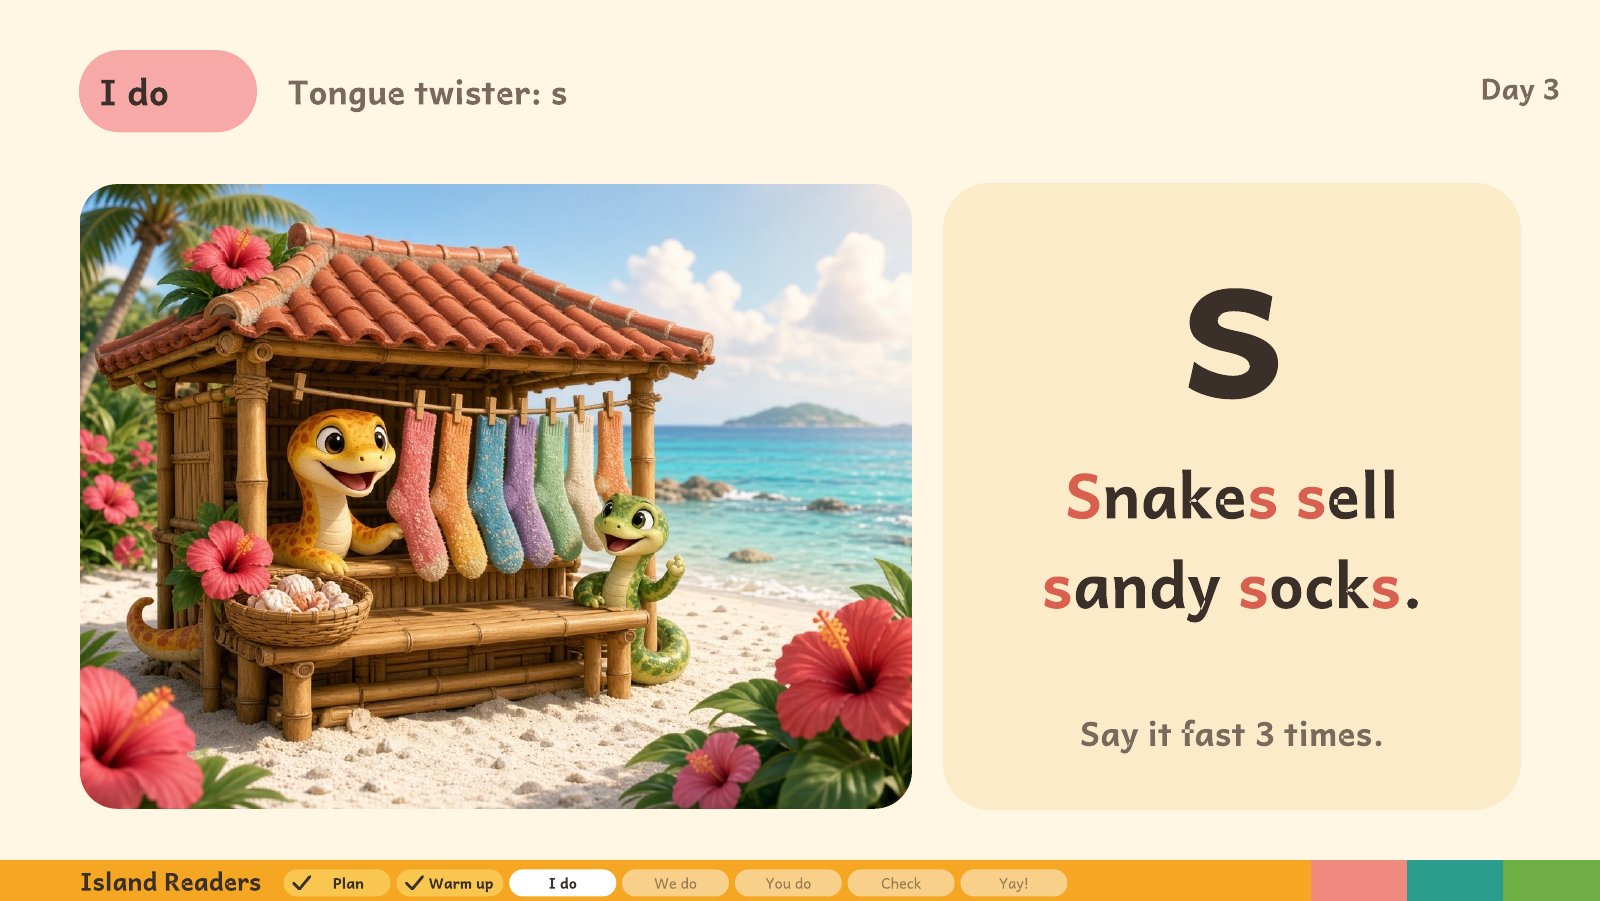 I do
Tongue twister: s
Day 3
s
Snakes sell
sandy socks.
Say it fast 3 times.
Island Readers
Plan
Warm up
I do
We do
You do
Check
Yay!